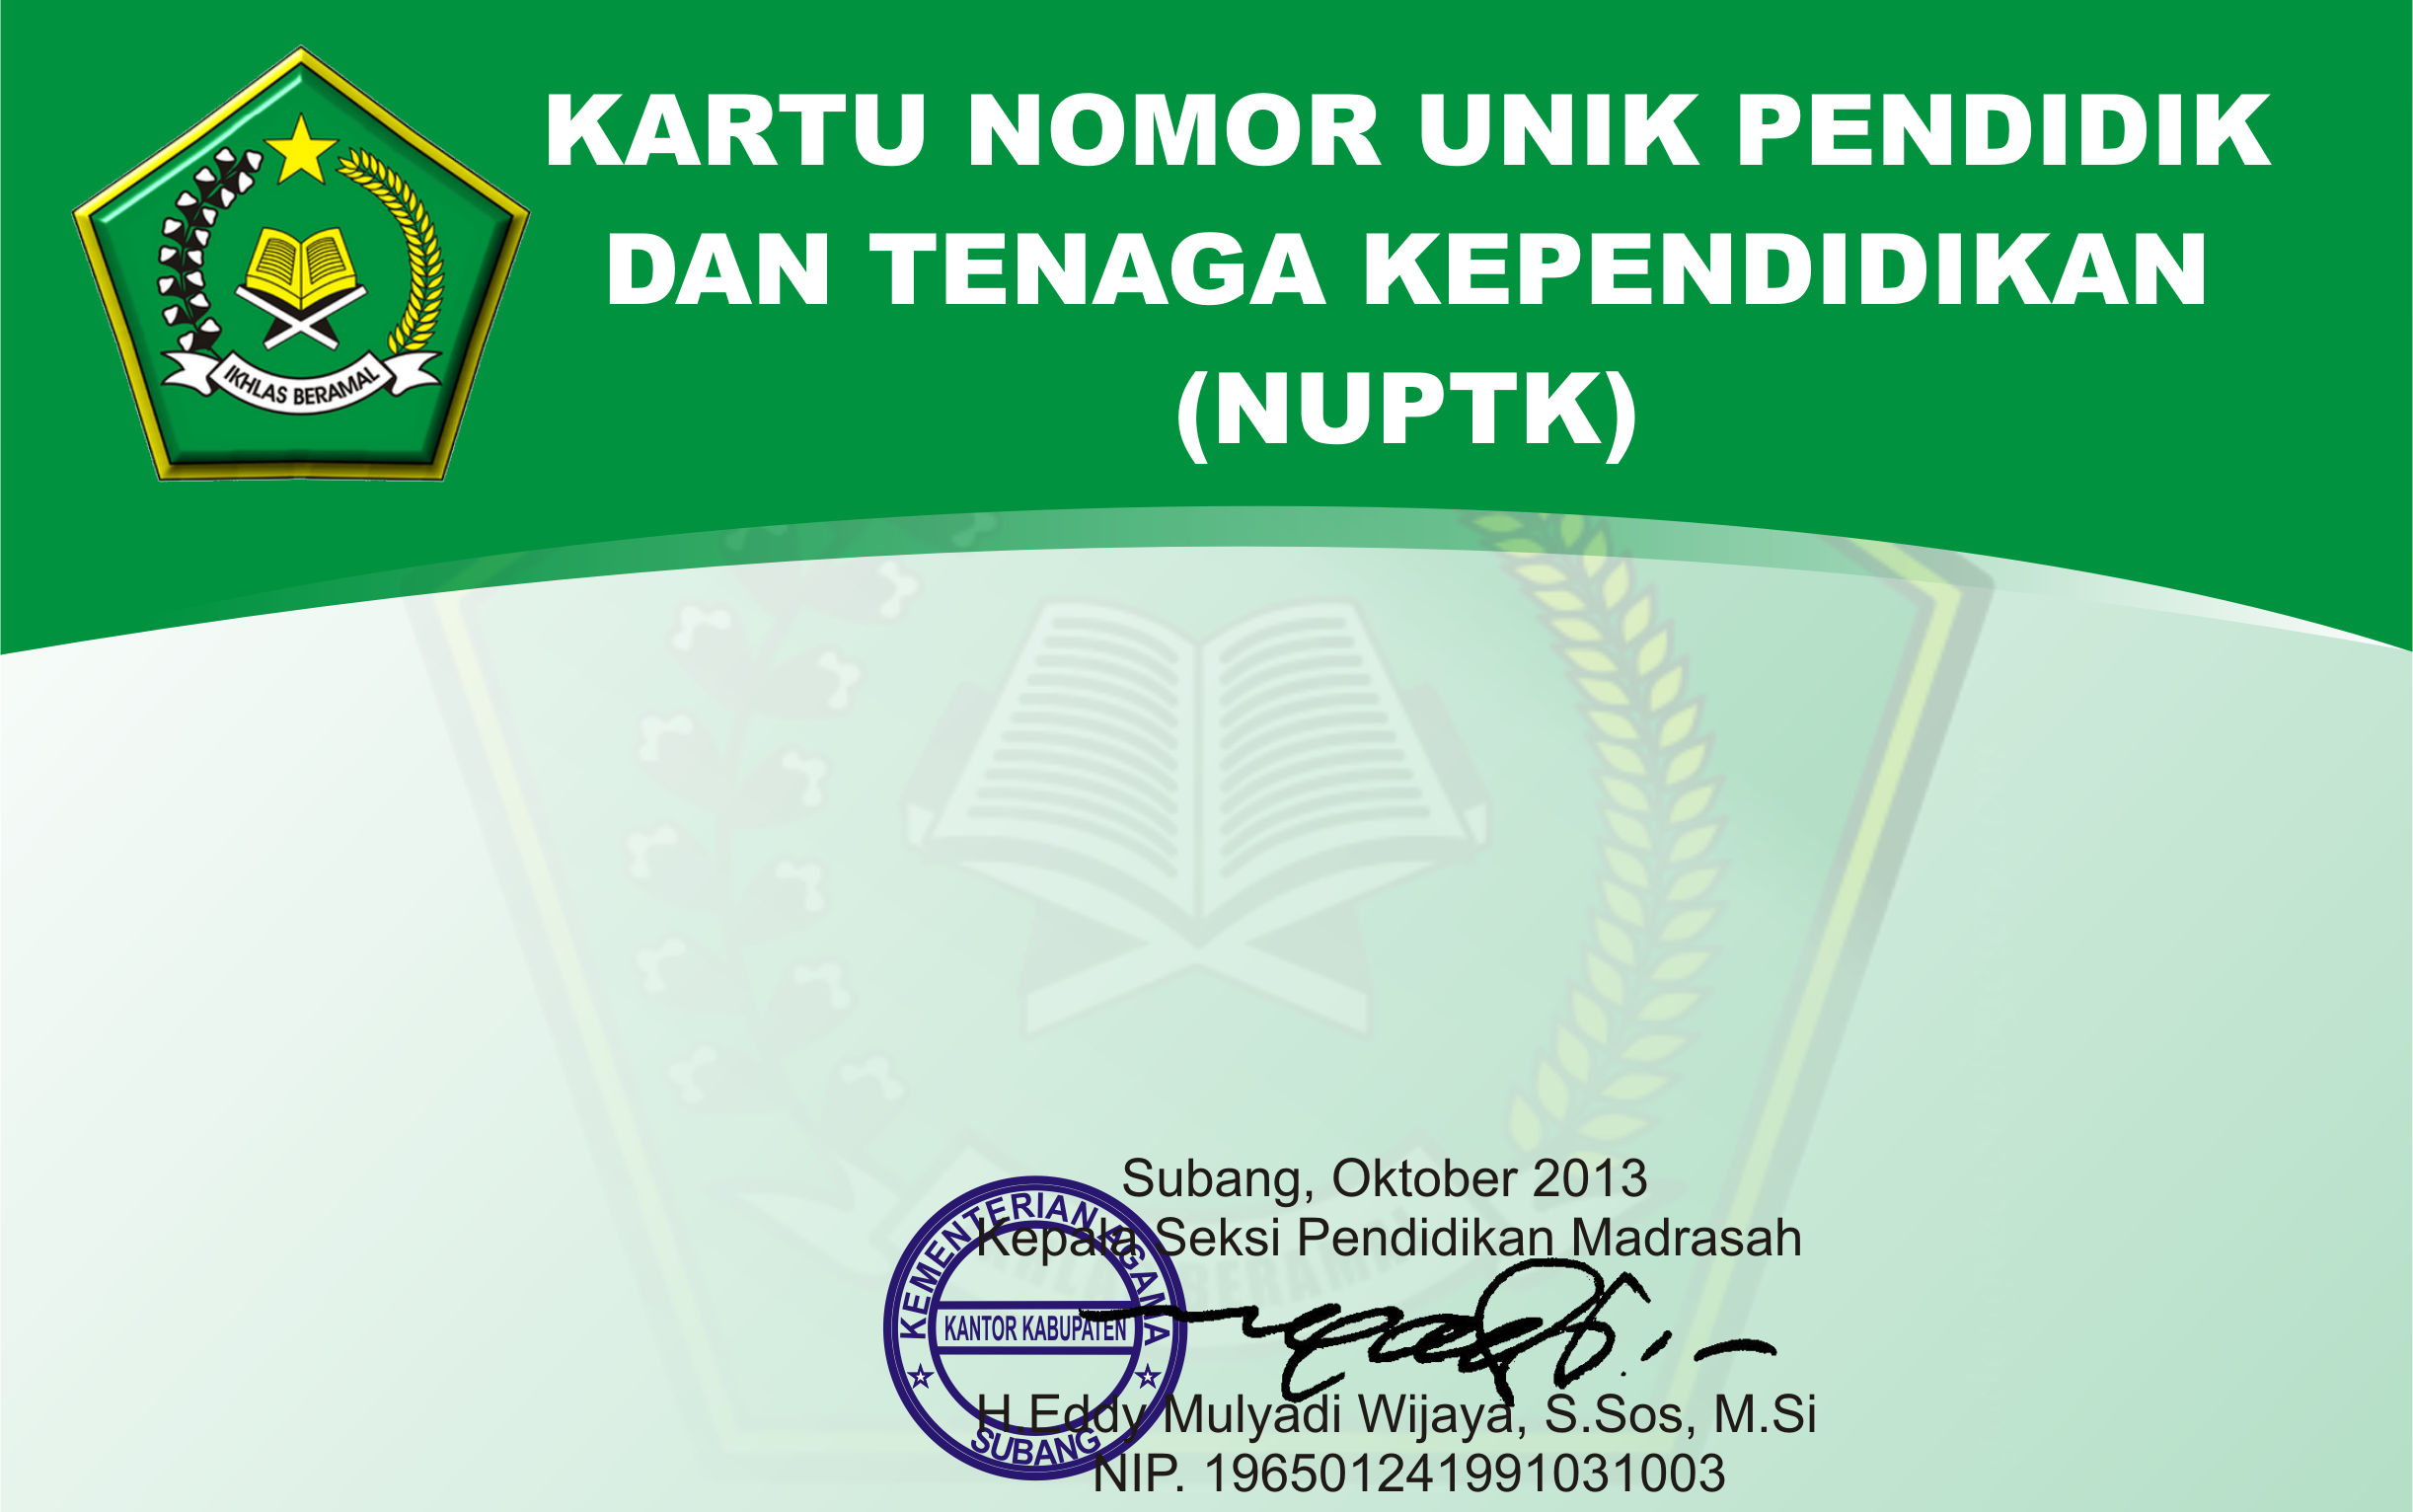 KARTU NOMOR UNIK PENDIDIK
DAN TENAGA KEPENDIDIKAN
(NUPTK)
IKHLAS BERAMAL
Subang, Oktober 2013
Kepala Seksi Pendidikan Madrasah
KEMENTERIAN AGAMA
KANTOR KABUPATEN
SUBANG
H.Eddy Mulyadi Wijaya, S.Sos, M.Si
NIP. 196501241991031003